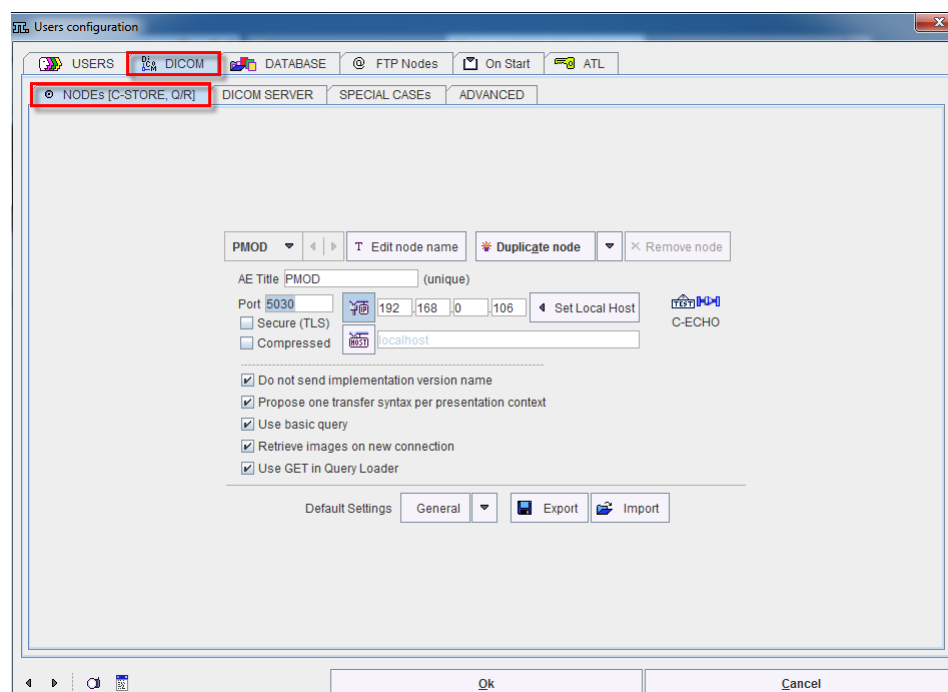 Users configuration
USERS DICOM DATABASE @ FTP Nodes On Start ATL
NODEs [C-STORE, Q/R] DICOM SERVER SPECIAL CASEs ADVANCED
PMOD T Edit node name Duplicate node Remove node
AE Title PMOD (unique)
Port 5030 IP 192 .168 .0 .106 Set Local Host TEST
Secure (TLS) C-ECHO
Compressed HOST localhost
Do not send implementation version name
Propose one transfer syntax per presentation context
Use basic query
Retrieve images on new connection
Use GET in Query Loader
Default Settings General Export Import
Ok Cancel